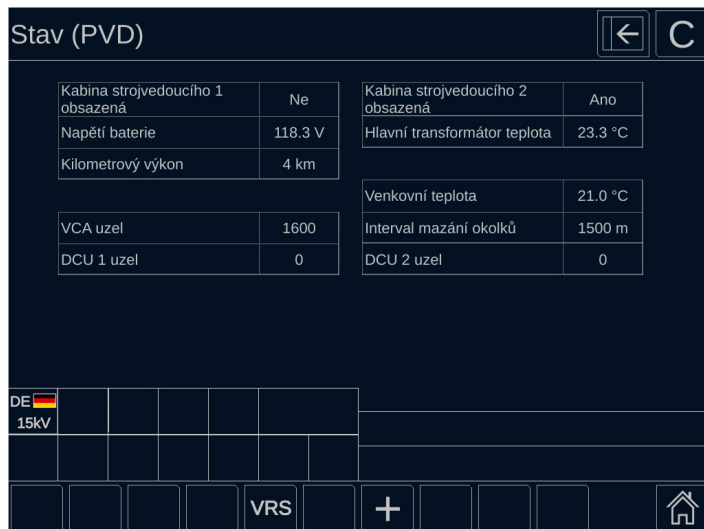 Stav (PVD)
C
Kabina strojvedoucího 1
obsazená
Ne
Kabina strojvedoucího 2
obsazená
Ano
Napětí baterie
118.3 V
Hlavní transformátor teplota
23.3 °C
Kilometrový výkon
4 km
Venkovní teplota
21.0 °C
VCA uzel
1600
Interval mazání okolků
1500 m
DCU 1 uzel
0
DCU 2 uzel
0
DE
15kV
VRS
+